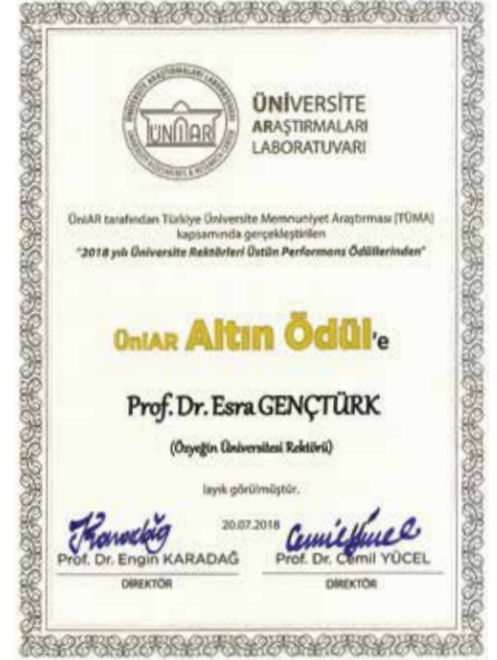 ÜNİVERSİTE
ARAŞTIRMALARI
LABORATUVARI
ÜNİAR
ÜniAR tarafından Türkiye Üniversite Memnuniyet Araştırması (TÜMA)
kapsamında gerçekleştirilen
"2018 yılı Üniversite Rektörleri Üstün Performans Ödüllerinden"
ÜniAR Altın Ödül'e
Prof. Dr. Esra GENÇTÜRK
(Özyeğin Üniversitesi Rektörü)
layık görülmüştür.
20.07.2018
Prof. Dr. Engin KARADAĞ
DİREKTÖR
Prof. Dr. Cemil YÜCEL
DİREKTÖR